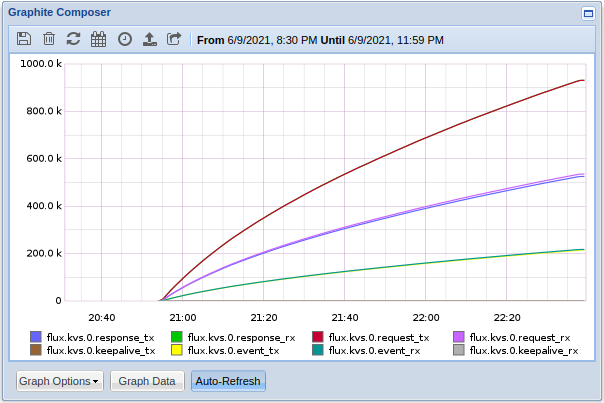 Graphite Composer
From 6/9/2021, 8:30 PM Until 6/9/2021, 11:59 PM
1000.0 k
800.0 k
600.0 k
400.0 k
200.0 k
0
20:40 21:00 21:20 21:40 22:00 22:20
flux.kvs.0.response_tx flux.kvs.0.response_rx flux.kvs.0.request_tx flux.kvs.0.request_rx
flux.kvs.0.keepalive_tx flux.kvs.0.event_tx flux.kvs.0.event_rx flux.kvs.0.keepalive_rx
Graph Options Graph Data Auto-Refresh